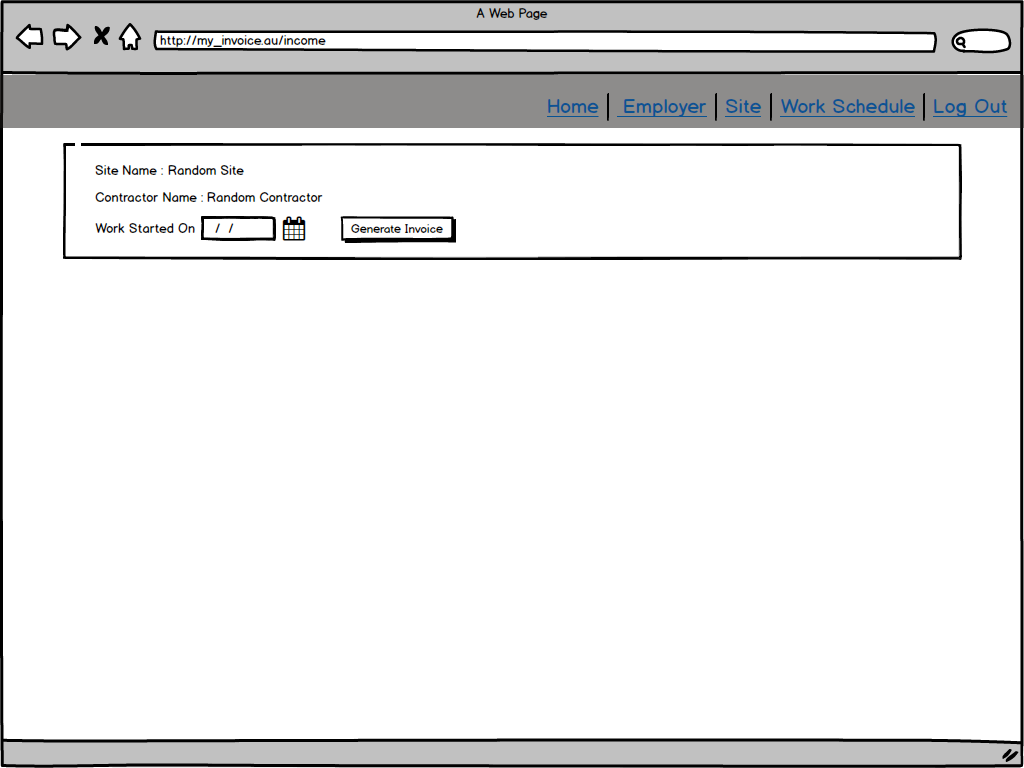 A Web Page
http://my_invoice.au/income
Home Employer Site Work Schedule Log Out
Site Name : Random Site
Contractor Name : Random Contractor
Work Started On / / Generate Invoice